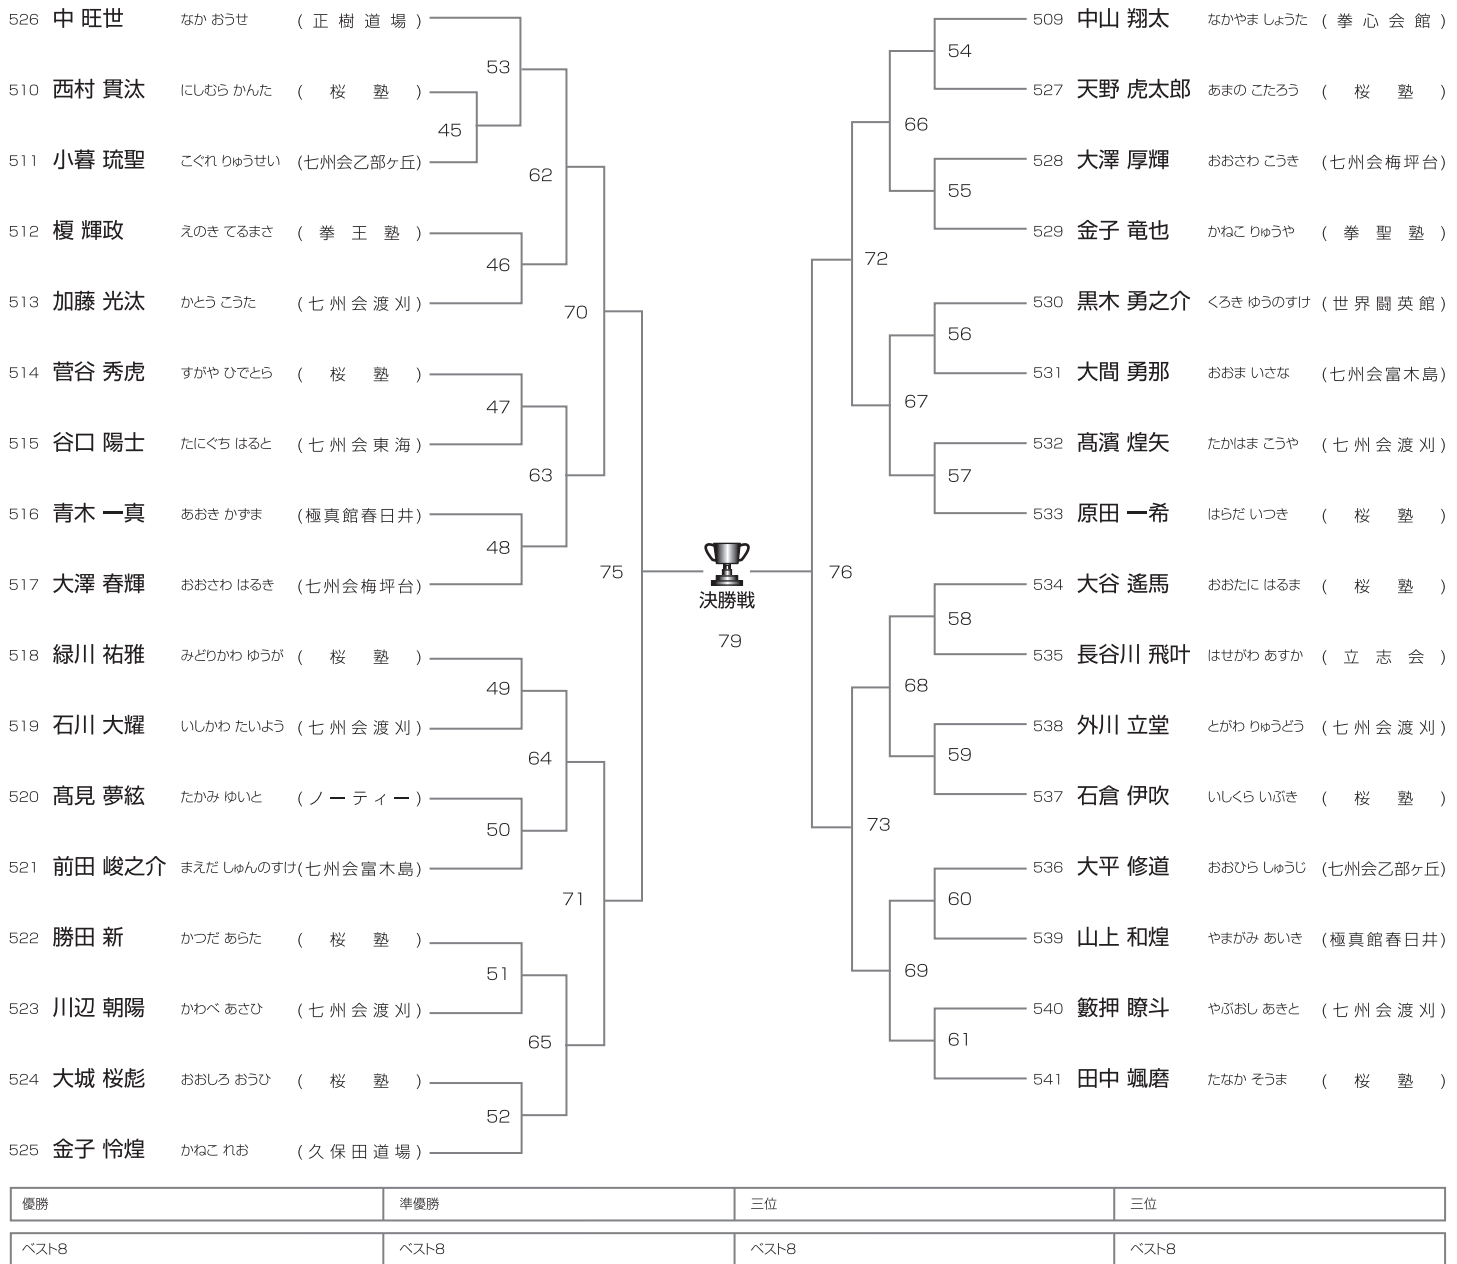 526 中 旺世 なか おうせ (正樹道場)
53
510 西村 貫汰 にしむら かんた (桜塾)
45
511 小暮 琉聖 こぐれ りゅうせい (七州会乙部ヶ丘)
62
512 榎 輝政 えのき てるまさ (拳王塾)
46
513 加藤 光汰 かとう こうた (七州会渡刈)
70
514 菅谷 秀虎 すがや ひでとら (桜塾)
47
515 谷口 陽士 たにぐち はると (七州会東海)
63
516 青木 一真 あおき かずま (極真館春日井)
48
517 大澤 春輝 おおさわ はるき (七州会梅坪台)
75
518 緑川 祐雅 みどりかわ ゆうが (桜塾)
49
519 石川 大耀 いしかわ たいよう (七州会渡刈)
64
520 髙見 夢絃 たかみ ゆいと (ノーティー)
50
521 前田 峻之介 まえだ しゅんのすけ (七州会富木島)
71
522 勝田 新 かつだ あらた (桜塾)
51
523 川辺 朝陽 かわべ あさひ (七州会渡刈)
65
524 大城 桜彪 おおしろ おうひ (桜塾)
52
525 金子 怜煌 かねこ れお (久保田道場)
決勝戦
79
509 中山 翔太 なかやま しょうた (拳心会館)
54
527 天野 虎太郎 あまの こたろう (桜塾)
66
528 大澤 厚輝 おおさわ こうき (七州会梅坪台)
55
529 金子 竜也 かねこ りゅうや (拳聖塾)
72
530 黒木 勇之介 くろき ゆうのすけ (世界闘英館)
56
531 大間 勇那 おおま いさな (七州会富木島)
67
532 髙濱 煌矢 たかはま こうや (七州会渡刈)
57
533 原田 一希 はらだ いつき (桜塾)
76
534 大谷 遙馬 おおたに はるま (桜塾)
58
535 長谷川 飛叶 はせがわ あすか (立志会)
68
538 外川 立堂 とがわ りゅうどう (七州会渡刈)
59
537 石倉 伊吹 いしくら いぶき (桜塾)
73
536 大平 修道 おおひら しゅうじ (七州会乙部ヶ丘)
60
539 山上 和煌 やまがみ あいき (極真館春日井)
69
540 籔押 瞭斗 やぶおし あきと (七州会渡刈)
61
541 田中 颯磨 たなか そうま (桜塾)
優勝 準優勝 三位 三位
ベスト8 ベスト8 ベスト8 ベスト8